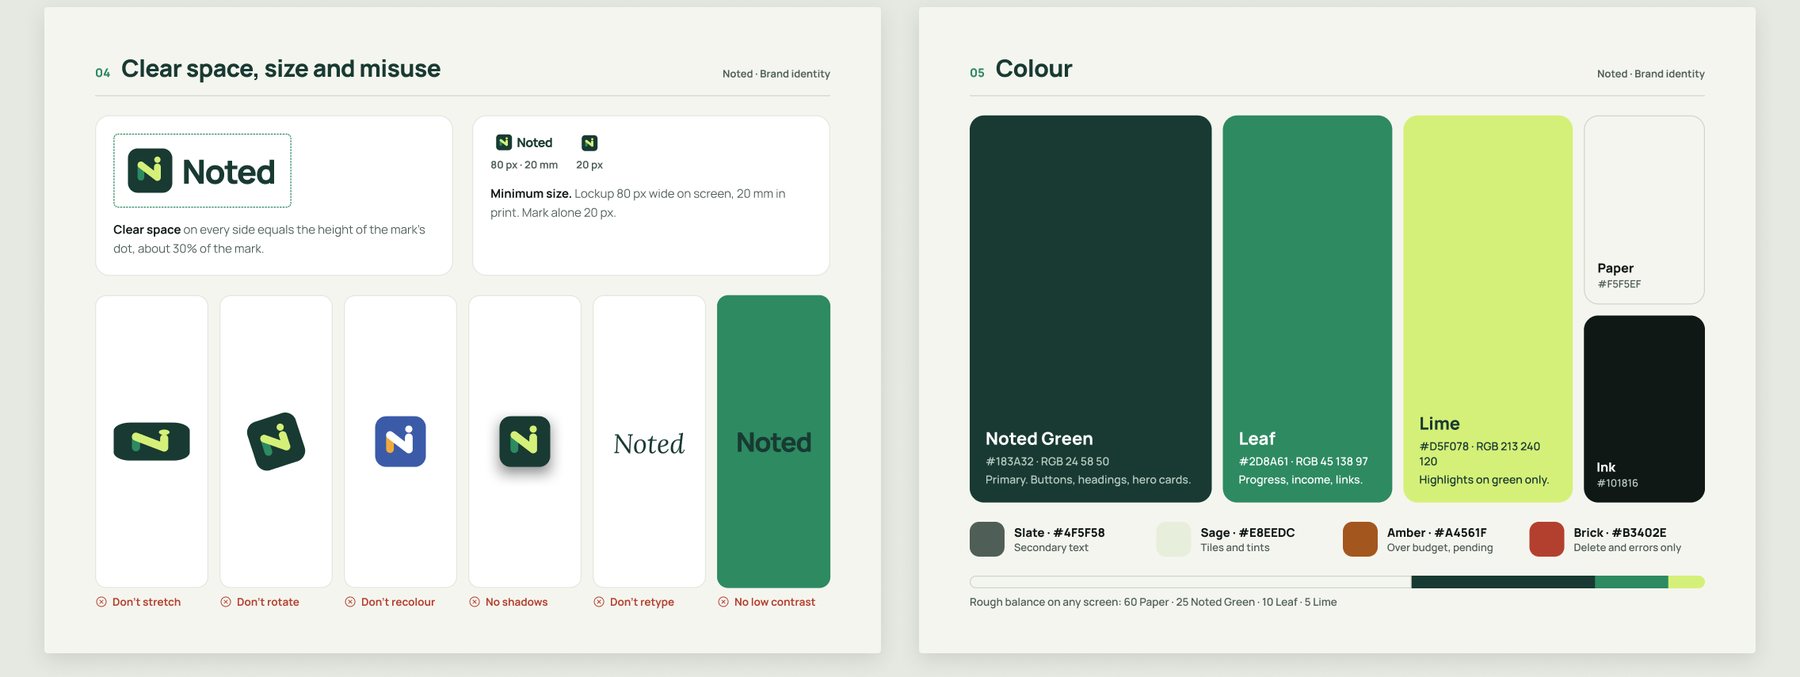 04 Clear space, size and misuse
Noted · Brand identity
Noted
Clear space on every side equals the height of the mark's
dot, about 30% of the mark.
Noted
80 px · 20 mm
20 px
Minimum size. Lockup 80 px wide on screen, 20 mm in
print. Mark alone 20 px.
Noted
Noted
Don't stretch
Don't rotate
Don't recolour
No shadows
Don't retype
No low contrast
05 Colour
Noted · Brand identity
Noted Green
#183A32 · RGB 24 58 50
Primary. Buttons, headings, hero cards.
Leaf
#2D8A61 · RGB 45 138 97
Progress, income, links.
Lime
#D5F078 · RGB 213 240
120
Highlights on green only.
Paper
#F5F5EF
Ink
#101816
Slate · #4F5F58
Secondary text
Sage · #E8EEDC
Tiles and tints
Amber · #A4561F
Over budget, pending
Brick · #B3402E
Delete and errors only
Rough balance on any screen: 60 Paper · 25 Noted Green · 10 Leaf · 5 Lime